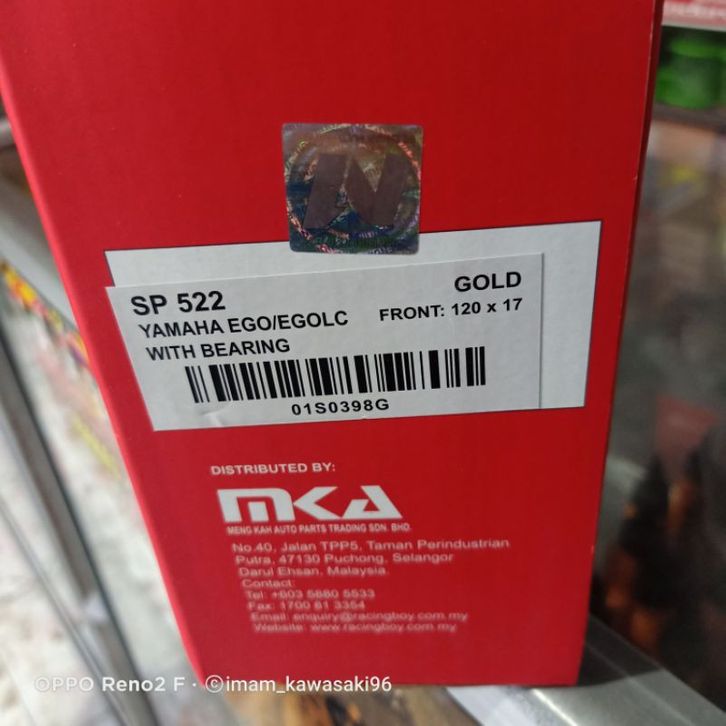 SP 522
GOLD
YAMAHA EGO/EGOLC
FRONT: 120 x 17
WITH BEARING
01S0398G
DISTRIBUTED BY:
MKA
MENG KAH AUTO PARTS TRADING SDN. BHD.
No.40, Jalan TPP5, Taman Perindustrian
Putra, 47130 Puchong, Selangor
Darul Ehsan, Malaysia.
Contact:
Tel: +603 5880 5533
Fax: 1700 81 3354
Email: enquiry@racingboy.com.my
Website: www.racingboy.com.my
OPPO Reno2 F · ©imam_kawasaki96